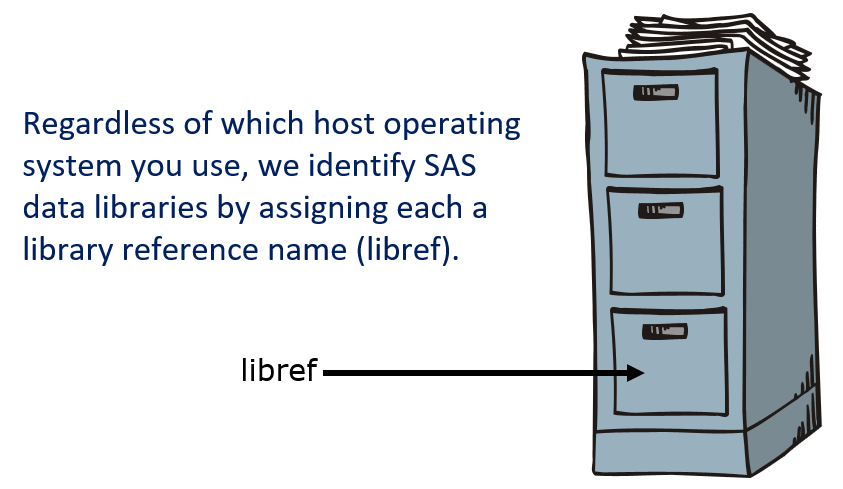 Regardless of which host operating
system you use, we identify SAS
data libraries by assigning each a
library reference name (libref).
libref